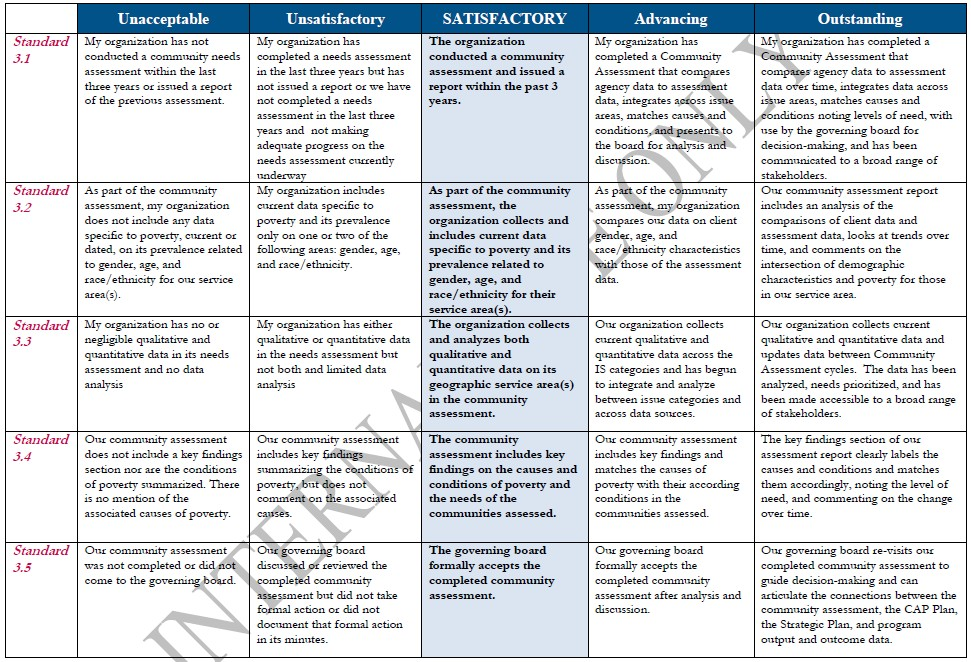 Unacceptable Unsatisfactory SATISFACTORY Advancing Outstanding
Standard
3.1
My organization has not
conducted a community needs
assessment within the last
three years or issued a report
of the previous assessment.
My organization has
completed a needs assessment
in the last three years but has
not issued a report or we have
not completed a needs
assessment in the last three
years and not making
adequate progress on the
needs assessment currently
underway
The organization
conducted a community
assessment and issued a
report within the past 3
years.
My organization has
completed a Community
Assessment that compares
agency data to assessment
data, integrates across issue
areas, matches causes and
conditions, and presents to
the board for analysis and
discussion.
My organization has completed a
Community Assessment that
compares agency data to assessment
data over time, integrates data across
issue areas, matches causes and
conditions noting levels of need, with
use by the governing board for
decision-making, and has been
communicated to a broad range of
stakeholders.
Standard
3.2
As part of the community
assessment, my organization
does not include any data
specific to poverty, current or
dated, on its prevalence related
to gender, age, and
race/ethnicity for our service
area(s).
My organization includes
current data specific to
poverty and its prevalence
only on one or two of the
following areas: gender, age,
and race/ethnicity.
As part of the community
assessment, the
organization collects and
includes current data
specific to poverty and its
prevalence related to
gender, age, and
race/ethnicity for their
service area(s).
As part of the community
assessment, my organization
compares our data on client
gender, age, and
race/ethnicity characteristics
with those of the assessment
data.
Our community assessment report
includes an analysis of the
comparisons of client data and
assessment data, looks at trends over
time, and comments on the
intersection of demographic
characteristics and poverty for those
in our service area.
Standard
3.3
My organization has no or
negligible qualitative and
quantitative data in its needs
assessment and no data
analysis
My organization has either
qualitative or quantitative data
in the needs assessment but
not both and limited data
analysis
The organization collects
and analyzes both
qualitative and
quantitative data on its
geographic service area(s)
in the community
assessment.
Our organization collects
current qualitative and
quantitative data across the
IS categories and has begun
to integrate and analyze
between issue categories and
across data sources.
Our organization collects current
qualitative and quantitative data and
updates data between Community
Assessment cycles. The data has been
analyzed, needs prioritized, and has
been made accessible to a broad range
of stakeholders.
Standard
3.4
Our community assessment
does not include a key findings
section nor are the conditions
of poverty summarized. There
is no mention of the
associated causes of poverty.
Our community assessment
includes key findings
summarizing the conditions of
poverty, but does not
comment on the associated
causes.
The community
assessment includes key
findings on the causes and
conditions of poverty and
the needs of the
communities assessed.
Our community assessment
includes key findings and
matches the causes of
poverty with their according
conditions in the
communities assessed.
The key findings section of our
assessment report clearly labels the
causes and conditions and matches
them accordingly, noting the level of
need, and commenting on the change
over time.
Standard
3.5
Our community assessment
was not completed or did not
come to the governing board.
Our governing board
discussed or reviewed the
completed community
assessment but did not take
formal action or did not
document that formal action
in its minutes.
The governing board
formally accepts the
completed community
assessment.
Our governing board
formally accepts the
completed community
assessment after analysis and
discussion.
Our governing board re-visits our
completed community assessment to
guide decision-making and can
articulate the connections between the
community assessment, the CAP Plan,
the Strategic Plan, and program
output and outcome data.